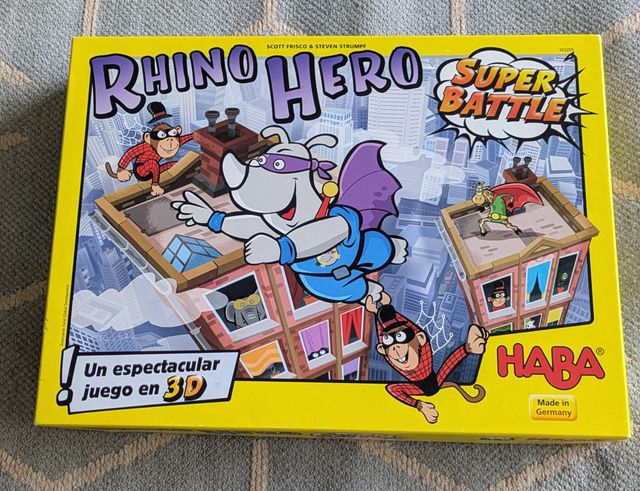 SCOTT FRISCO & STEVEN STRUMPF
RHINO HERO
SUPER
BATTLE
Un espectacular
juego en 3D
HABA®
Made in
Germany